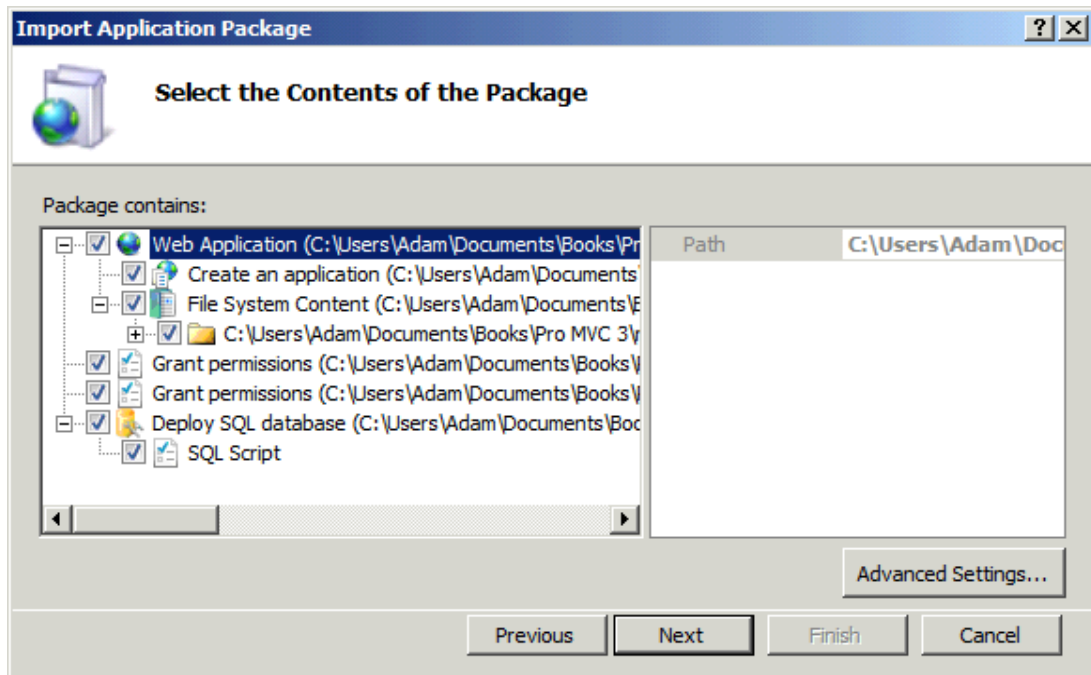 Import Application Package
Select the Contents of the Package
Package contains:
Web Application (C:\Users\Adam\Documents\Books\Pr
Create an application (C:\Users\Adam\Documents
File System Content (C:\Users\Adam\Documents\B
C:\Users\Adam\Documents\Books\Pro MVC 3\
Grant permissions (C:\Users\Adam\Documents\Books\
Grant permissions (C:\Users\Adam\Documents\Books\
Deploy SQL database (C:\Users\Adam\Documents\Boo
SQL Script
Path C:\Users\Adam\Doc
Advanced Settings...
Previous Next Finish Cancel